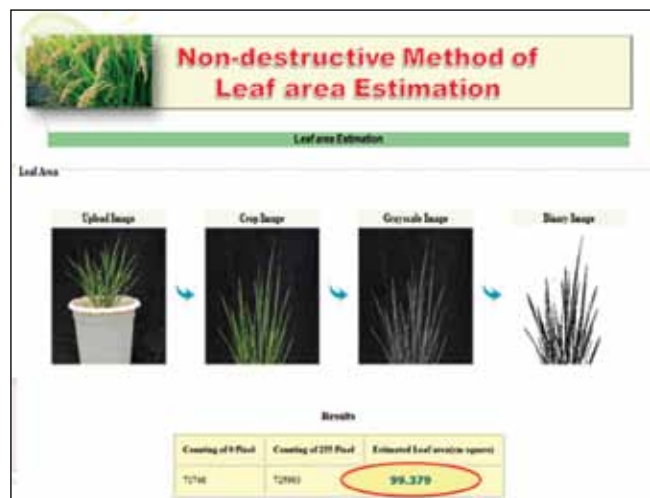 Non-destructive Method of
Leaf area Estimation
Leaf area Estimation
Leaf Area
Upload Image Crop Image Grayscale Image Binary Image
Results
Counting of 0 Pixel Counting of 255 Pixel Estimated Leaf area(cm square)
99.379